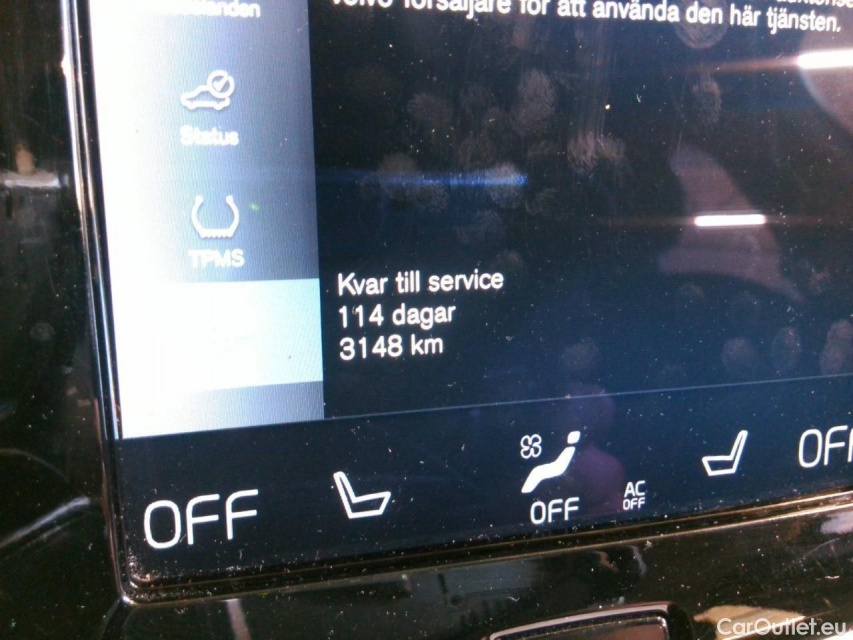 Volvo försäljare för att använda den här tjänsten.
Status
TPMS
Kvar till service
114 dagar
3148 km
OFF
OFF
AC
OFF
CarOutlet.eu